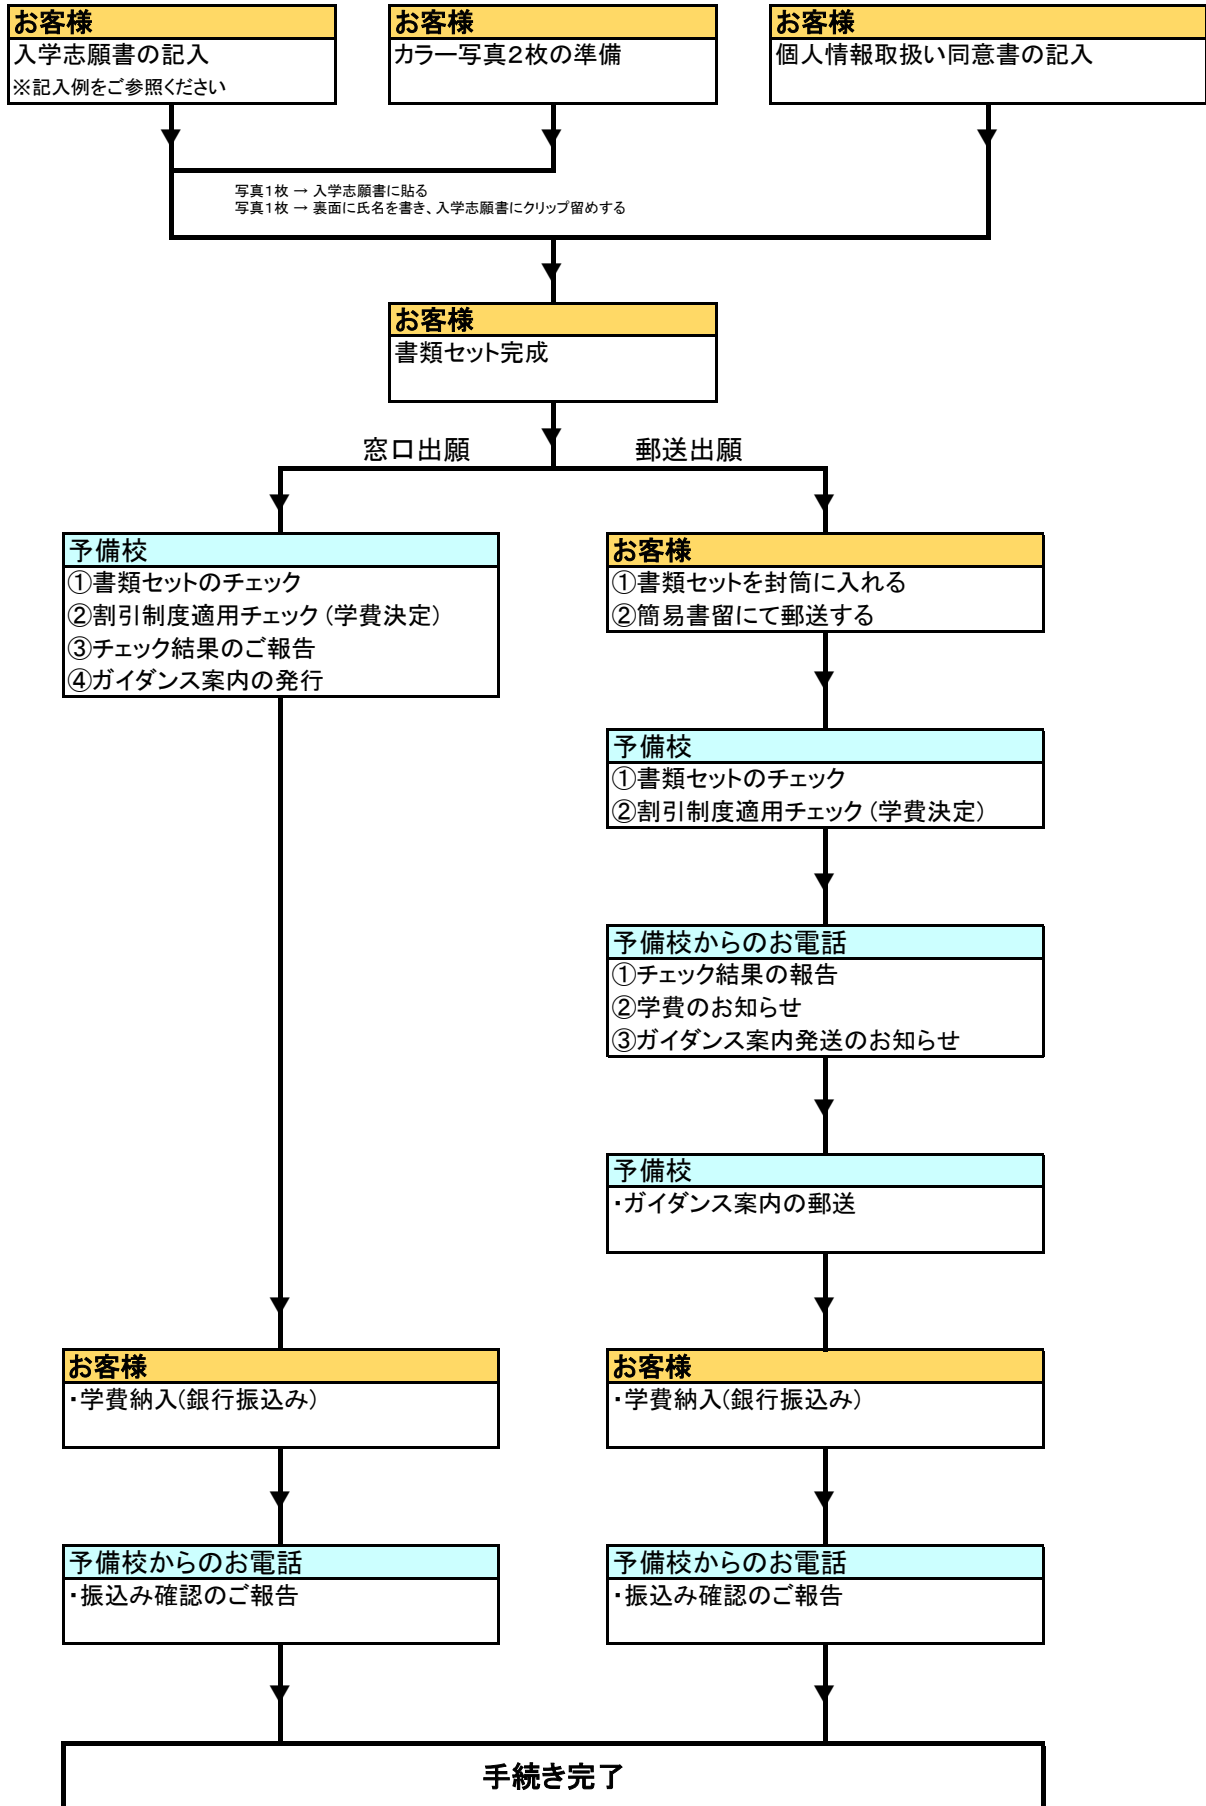 お客様
入学志願書の記入
※記入例をご参照ください
お客様
カラー写真２枚の準備
お客様
個人情報取扱い同意書の記入
写真１枚 → 入学志願書に貼る
写真１枚 → 裏面に氏名を書き、入学志願書にクリップ留めする
お客様
書類セット完成
窓口出願
郵送出願
予備校
①書類セットのチェック
②割引制度適用チェック（学費決定）
③チェック結果のご報告
④ガイダンス案内の発行
お客様
①書類セットを封筒に入れる
②簡易書留にて郵送する
予備校
①書類セットのチェック
②割引制度適用チェック（学費決定）
予備校からのお電話
①チェック結果の報告
②学費のお知らせ
③ガイダンス案内発送のお知らせ
予備校
・ガイダンス案内の郵送
お客様
・学費納入(銀行振込み)
お客様
・学費納入(銀行振込み)
予備校からのお電話
・振込み確認のご報告
予備校からのお電話
・振込み確認のご報告
手続き完了